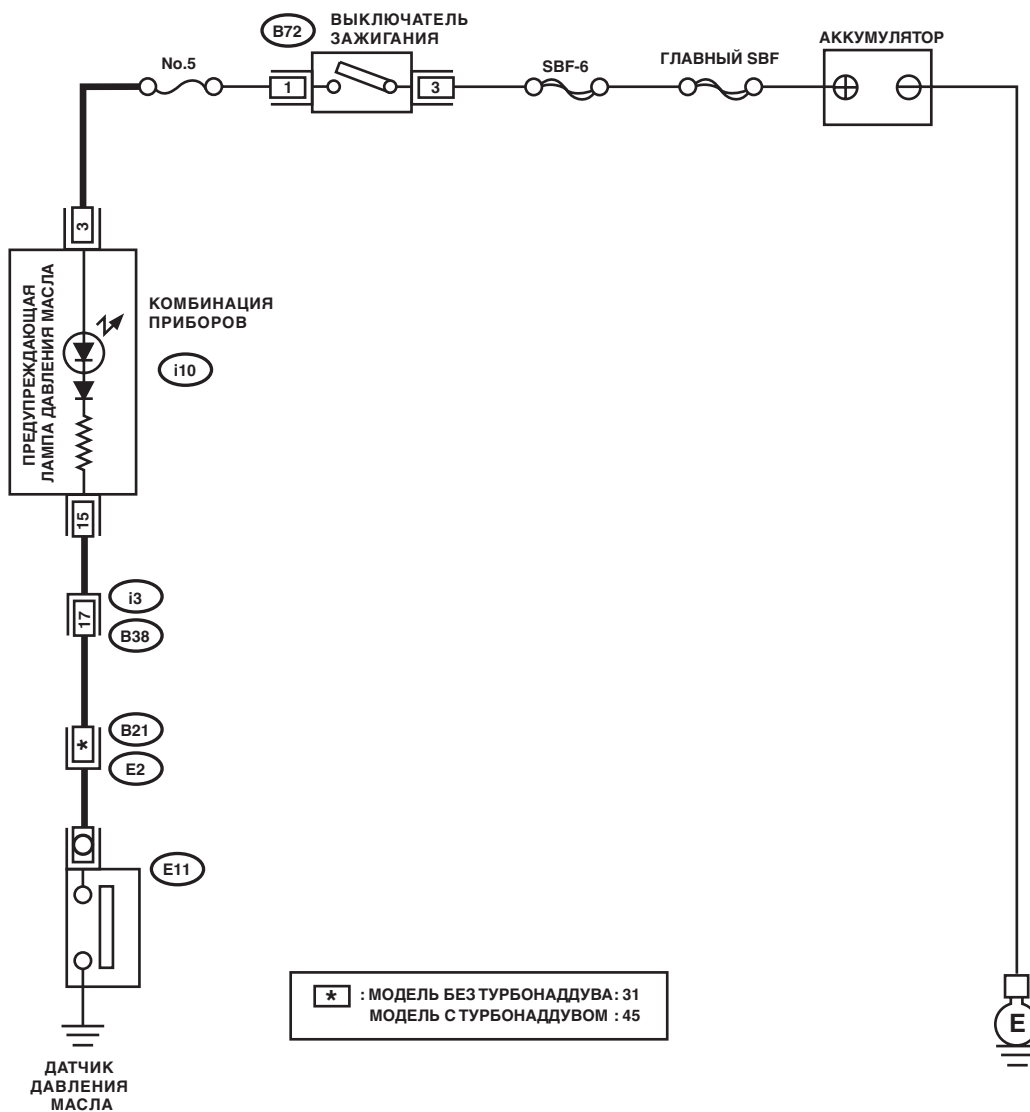 B72
ВЫКЛЮЧАТЕЛЬ
ЗАЖИГАНИЯ
No.5
1
3
SBF-6
ГЛАВНЫЙ SBF
АККУМУЛЯТОР
3
ПРЕДУПРЕЖДАЮЩАЯ
ЛАМПА ДАВЛЕНИЯ МАСЛА
КОМБИНАЦИЯ
ПРИБОРОВ
i10
15
17
i3
B38
*
B21
E2
E11
* : МОДЕЛЬ БЕЗ ТУРБОНАДДУВА: 31
МОДЕЛЬ С ТУРБОНАДДУВОМ : 45
E
ДАТЧИК
ДАВЛЕНИЯ
МАСЛА